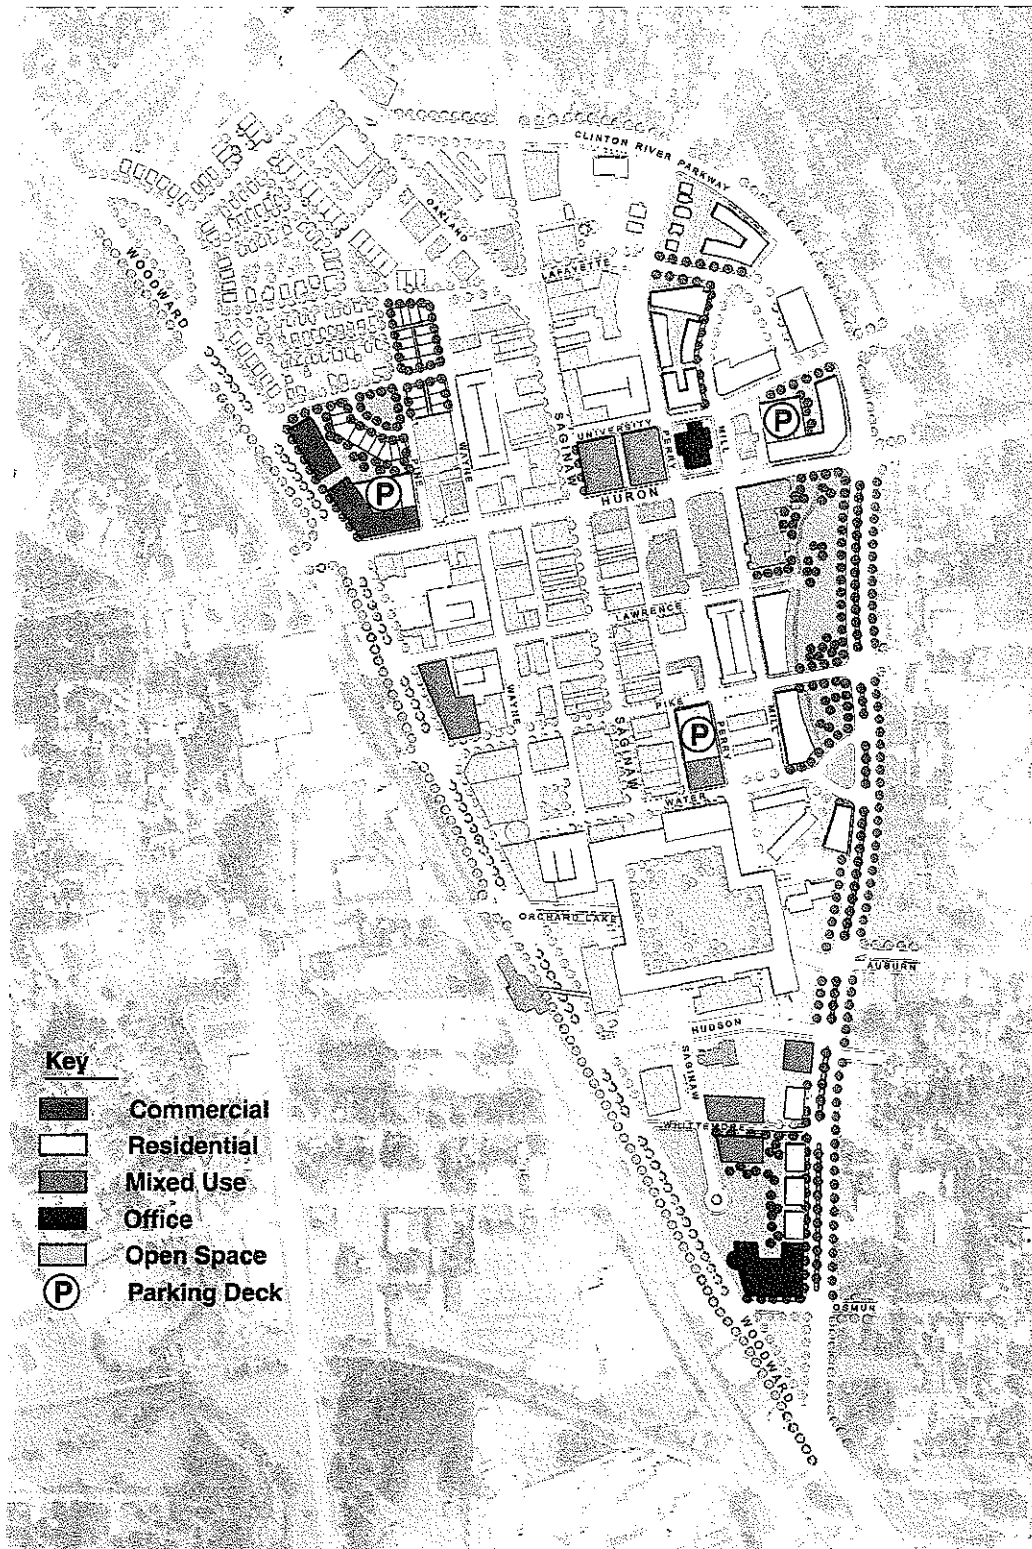 CLINTON RIVER PARKWAY
OAKLAND
WOODWARD
LAFAYETTE
SAGINAW
UNIVERSITY
PERRY
MILL
P
WAYNE
P
HURON
LAWRENCE
WAYNE
PIKE
SAGINAW
P
PERRY
MILL
WATER
ORCHARD LAKE
AUBURN
HUDSON
SAGINAW
WHITTEMORE
OSMUN
WOODWARD
Key
Commercial
Residential
Mixed Use
Office
Open Space
P Parking Deck